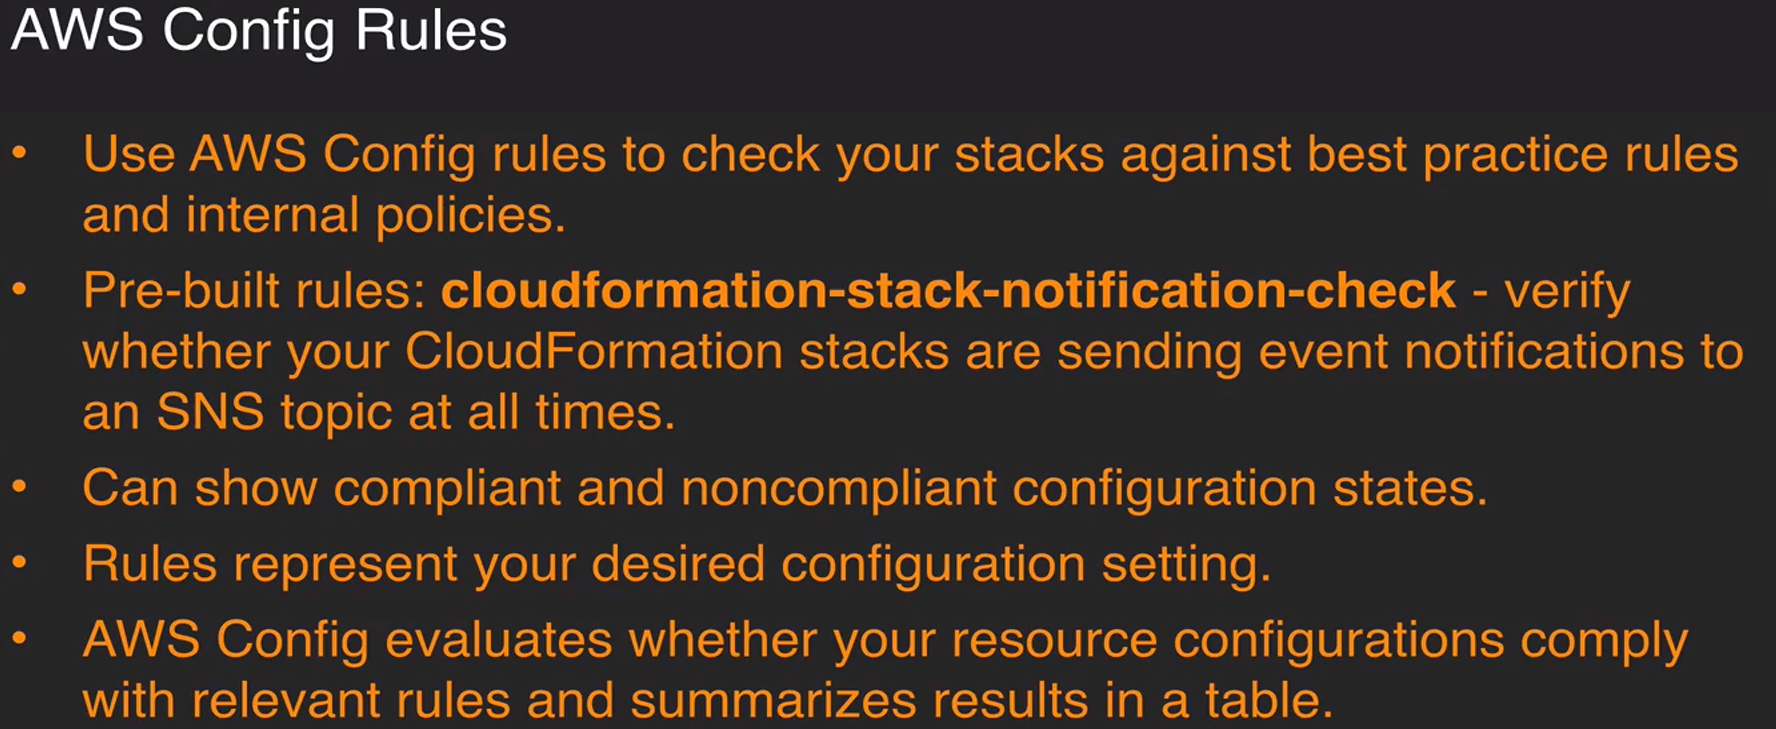 AWS Config Rules
• Use AWS Config rules to check your stacks against best practice rules
and internal policies.
• Pre-built rules: cloudformation-stack-notification-check - verify
whether your CloudFormation stacks are sending event notifications to
an SNS topic at all times.
• Can show compliant and noncompliant configuration states.
• Rules represent your desired configuration setting.
• AWS Config evaluates whether your resource configurations comply
with relevant rules and summarizes results in a table.